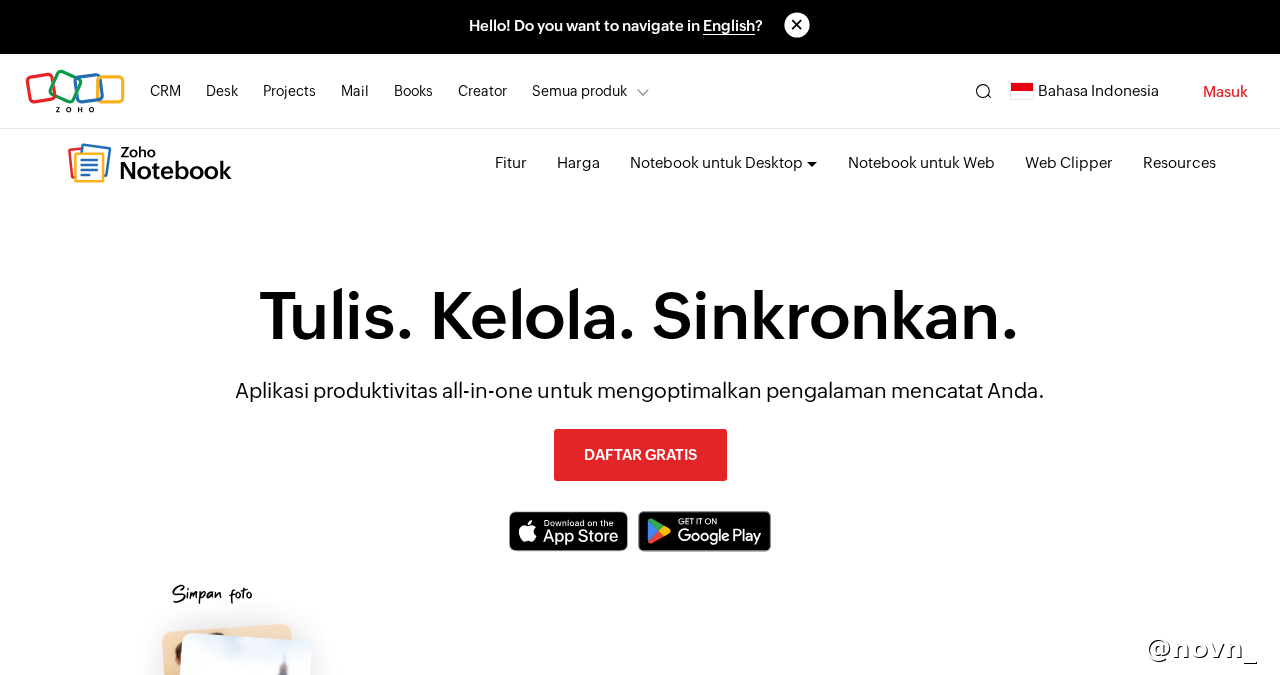 Hello! Do you want to navigate in English?
ZOHO
CRM Desk Projects Mail Books Creator Semua produk
Bahasa Indonesia
Masuk
Zoho
Notebook
Fitur Harga Notebook untuk Desktop Notebook untuk Web Web Clipper Resources
Tulis. Kelola. Sinkronkan.
Aplikasi produktivitas all-in-one untuk mengoptimalkan pengalaman mencatat Anda.
DAFTAR GRATIS
Download on the
App Store
GET IT ON
Google Play
Simpan foto
@novn_